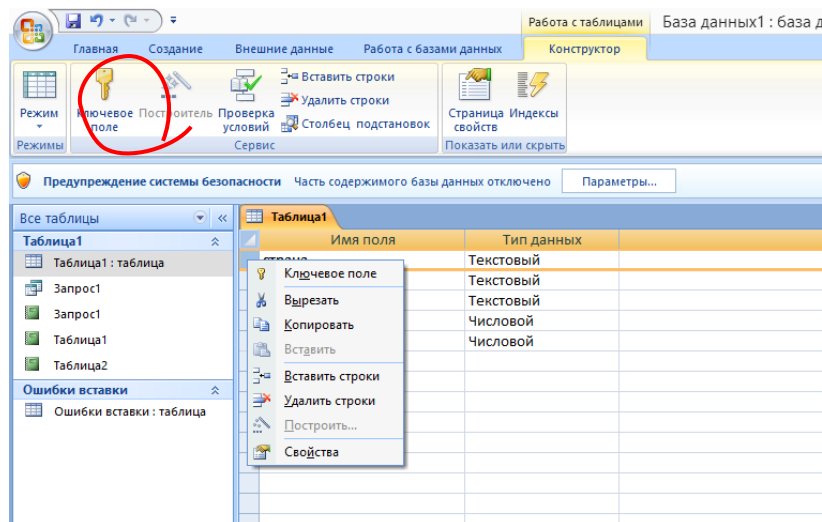 Работа с таблицами База данных1 : база д
Главная Создание Внешние данные Работа с базами данных Конструктор
Режим
Ключевое поле
Построитель
Проверка условий
Вставить строки
Удалить строки
Столбец подстановок
Страница свойств
Индексы
Режимы Сервис Показать или скрыть
Предупреждение системы безопасности Часть содержимого базы данных отключено Параметры...
Все таблицы
Таблица1
Таблица1 : таблица
Запрос1
Запрос1
Таблица1
Таблица2
Ошибки вставки
Ошибки вставки : таблица
Таблица1
Имя поля Тип данных
страна Текстовый
Текстовый
Текстовый
Числовой
Числовой
Ключевое поле
Вырезать
Копировать
Вставить
Вставить строки
Удалить строки
Построить...
Свойства